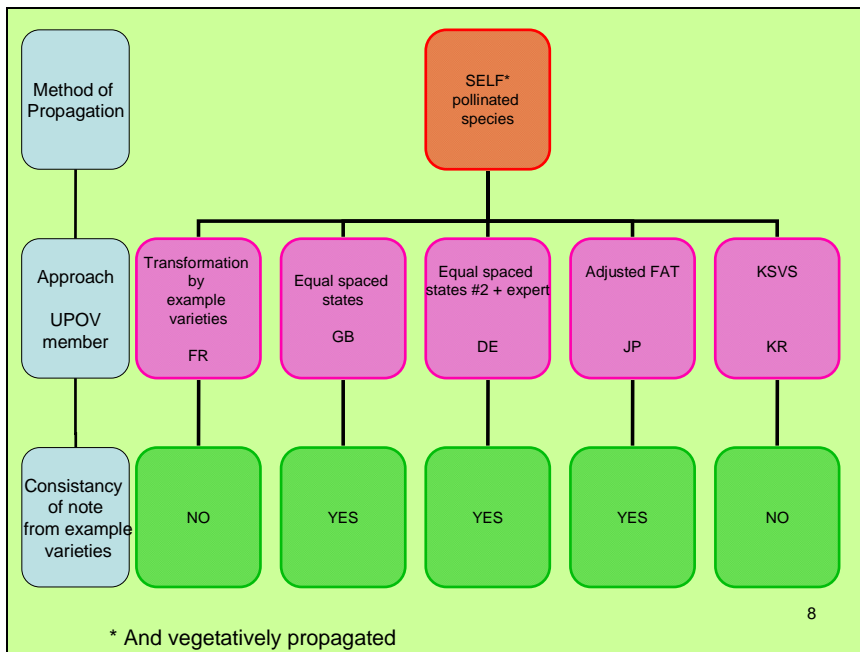 Method of
Propagation
SELF*
pollinated
species
Approach
UPOV
member
Transformation
by
example
varieties
FR
Equal spaced
states
GB
Equal spaced
states #2 + expert
DE
Adjusted FAT
JP
KSVS
KR
Consistancy
of note
from example
varieties
NO
YES
YES
YES
NO
8
* And vegetatively propagated